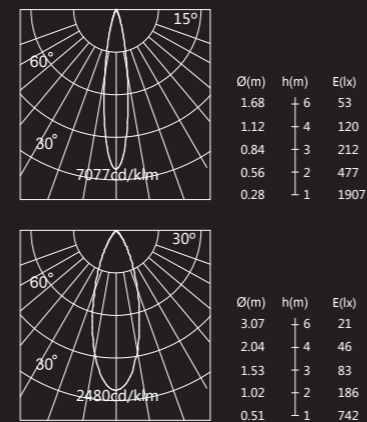 15°
60°
30°
7077cd/klm
Ø(m) h(m) E(lx)
1.68 6 53
1.12 4 120
0.84 3 212
0.56 2 477
0.28 1 1907
30°
60°
30°
2480cd/klm
Ø(m) h(m) E(lx)
3.07 6 21
2.04 4 46
1.53 3 83
1.02 2 186
0.51 1 742